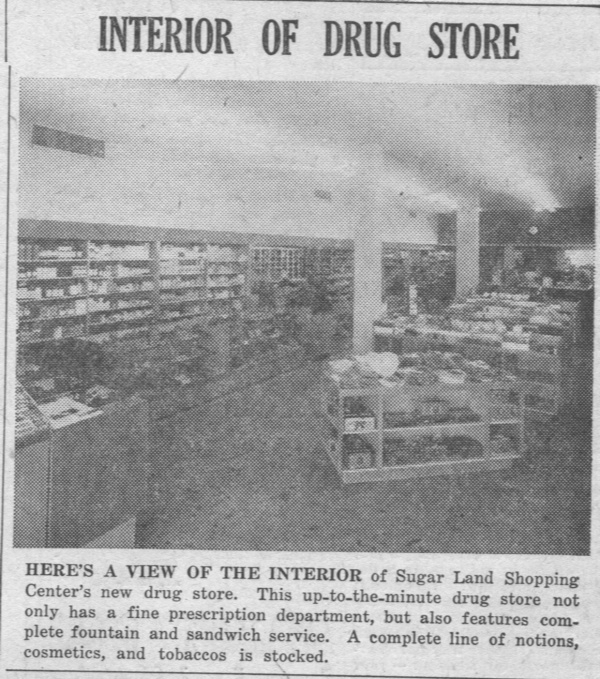 INTERIOR OF DRUG STORE
HERE'S A VIEW OF THE INTERIOR of Sugar Land Shopping
Center's new drug store. This up-to-the-minute drug store not
only has a fine prescription department, but also features com-
plete fountain and sandwich service. A complete line of notions,
cosmetics, and tobaccos is stocked.